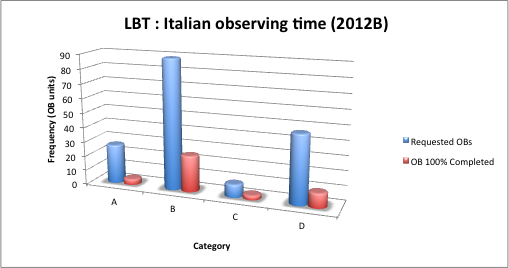 LBT : Italian observing time (2012B)
Frequency (OB units)
90
80
70
60
50
40
30
20
10
0
A
B
C
D
Category
Requested OBs
OB 100% Completed